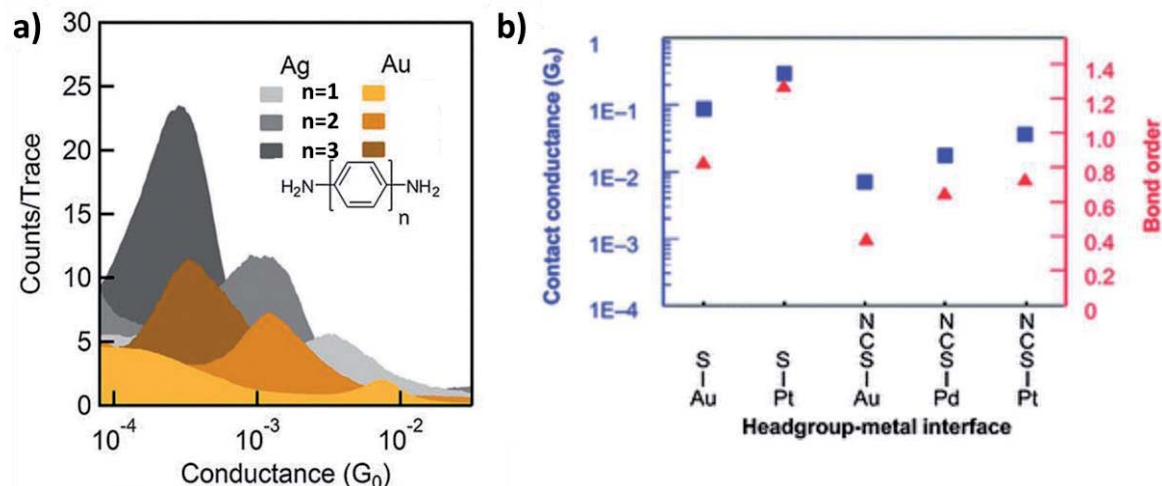 a)
30
25
20
15
10
5
0
Counts/Trace
Ag Au
n=1
n=2
n=3
H₂N [ ]n NH₂
10⁻⁴ 10⁻³ 10⁻²
Conductance (G₀)
b)
1
1E−1
1E−2
1E−3
1E−4
Contact conductance (G₀)
1.4
1.2
1.0
0.8
0.6
0.4
0.2
0
Bond order
S–Au
S–Pt
NCS–Au
NCS–Pd
NCS–Pt
Headgroup-metal interface